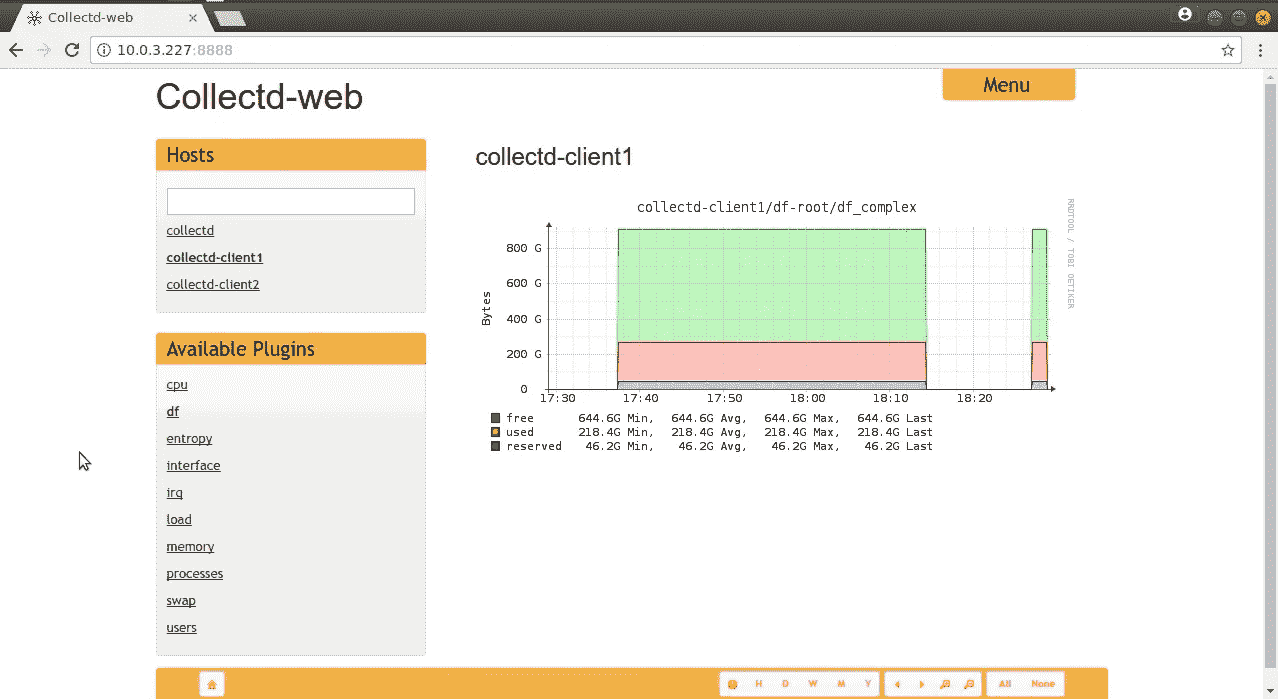 Collectd-web
10.0.3.227:8888
Collectd-web
Menu
Hosts
collectd
collectd-client1
collectd-client2
Available Plugins
cpu
df
entropy
interface
irq
load
memory
processes
swap
users
collectd-client1
collectd-client1/df-root/df_complex
RRDTOOL / TOBI OETIKER
Bytes
800 G
600 G
400 G
200 G
0
17:30 17:40 17:50 18:00 18:10 18:20
free 644.6G Min, 644.6G Avg, 644.6G Max, 644.6G Last
used 218.4G Min, 218.4G Avg, 218.4G Max, 218.4G Last
reserved 46.2G Min, 46.2G Avg, 46.2G Max, 46.2G Last
H D W M Y All None